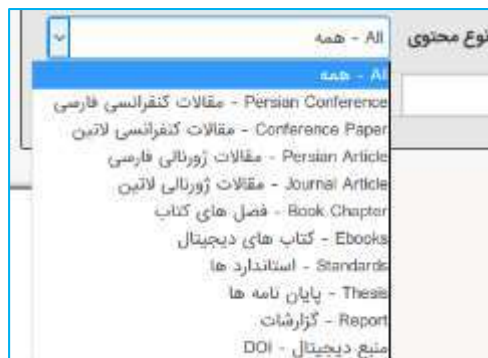 نوع محتوی
All - همه
All - همه
Persian Conference - مقالات کنفرانسی فارسی
Conference Paper - مقالات کنفرانسی لاتین
Persian Article - مقالات ژورنالی فارسی
Journal Article - مقالات ژورنالی لاتین
Book Chapter - فصل های کتاب
Ebooks - کتاب های دیجیتال
Standards - استاندارد ها
Thesis - پایان نامه ها
Report - گزارشات
منبع دیجیتال - DOI